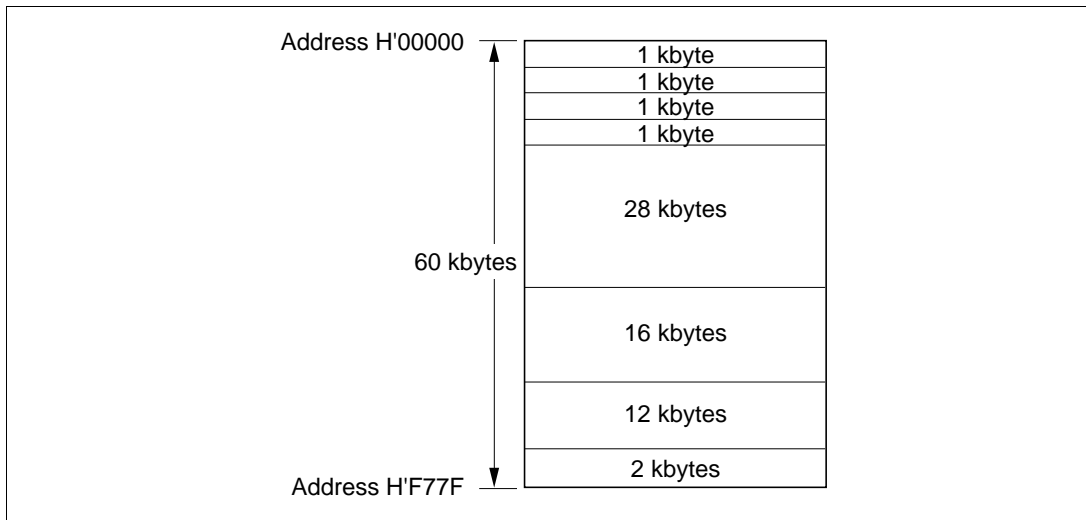 Address H'00000
1 kbyte
1 kbyte
1 kbyte
1 kbyte
28 kbytes
60 kbytes
16 kbytes
12 kbytes
2 kbytes
Address H'F77F